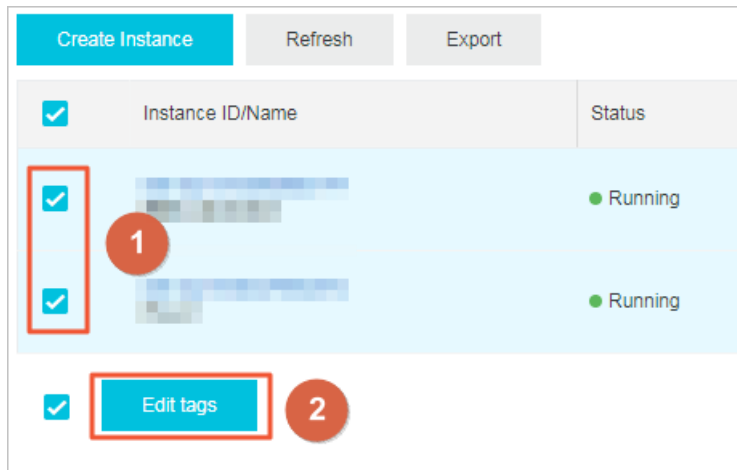 Create Instance Refresh Export
Instance ID/Name Status
Running
1
Running
Edit tags 2